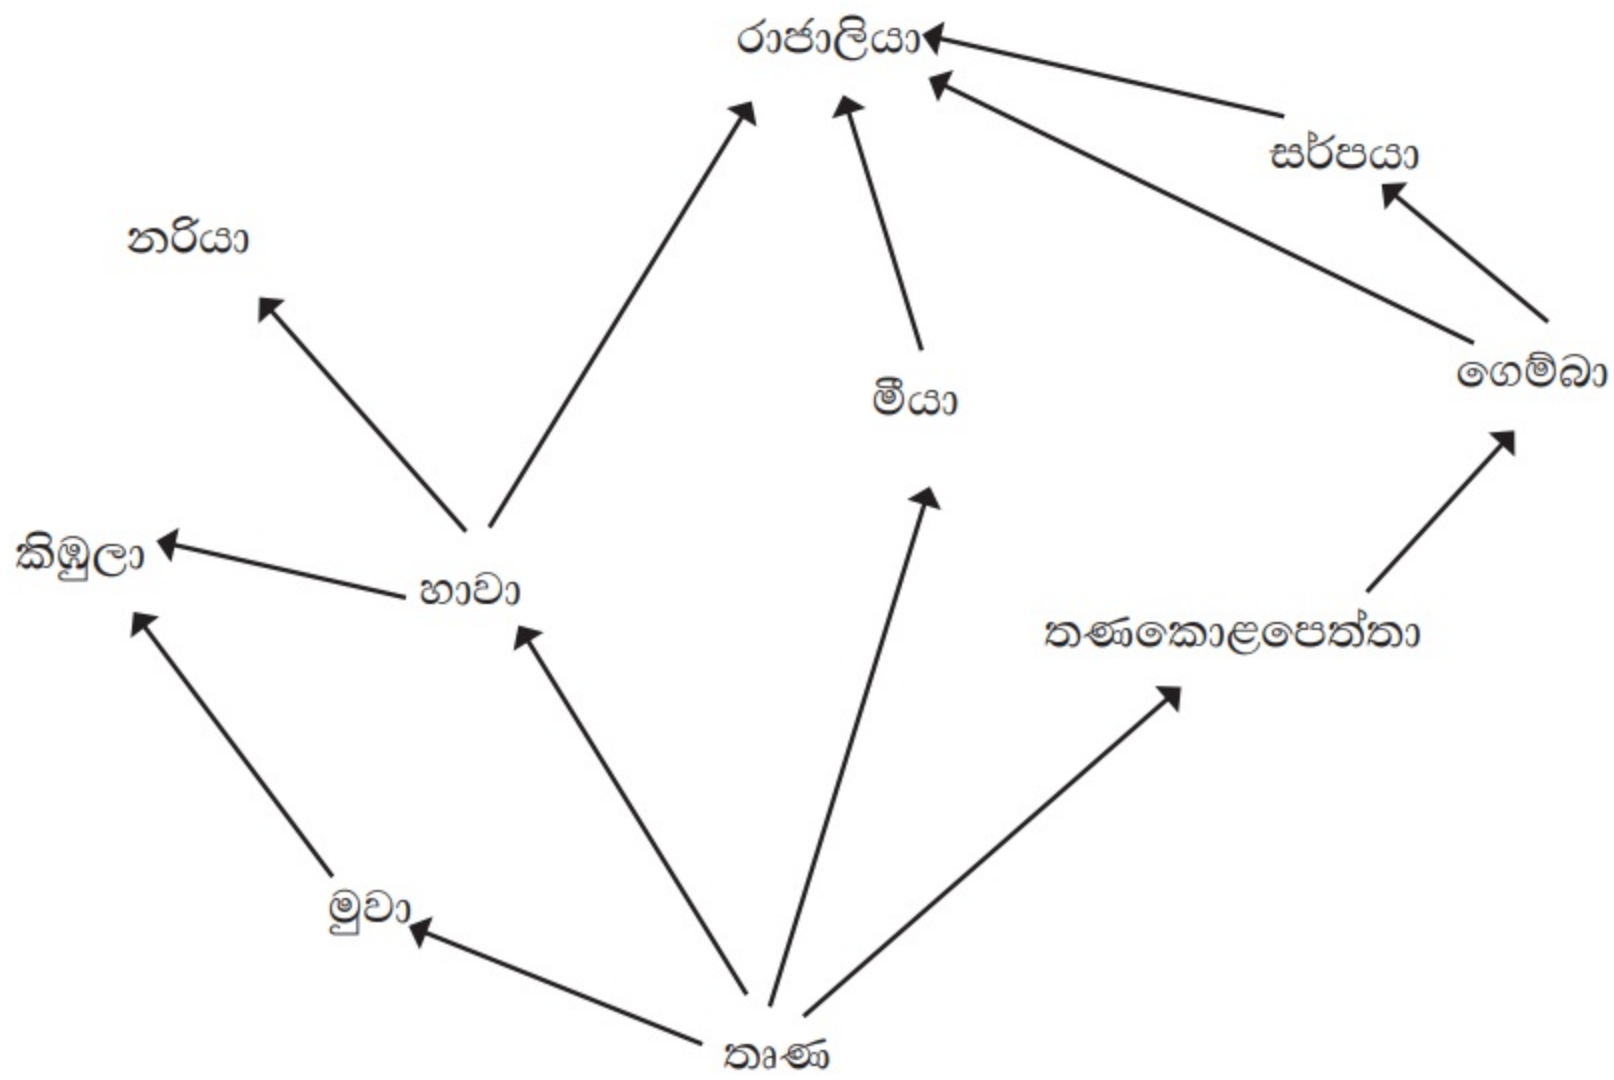 රාජාලියා
සර්පයා
නරියා
ගෙම්බා
මීයා
කිඹුලා
හාවා
තණකොළපෙත්තා
මුවා
තෘණ